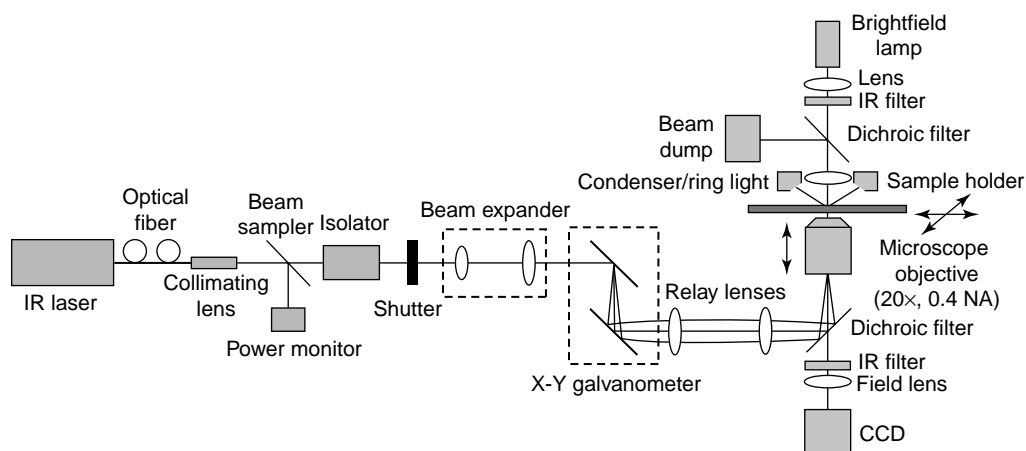 Brightfield
lamp
Lens
IR filter
Beam
dump
Dichroic filter
Condenser/ring light
Sample holder
Optical
fiber
Beam
sampler
Isolator
Beam expander
Microscope
objective
(20×, 0.4 NA)
IR laser
Collimating
lens
Shutter
Relay lenses
Dichroic filter
Power monitor
IR filter
X-Y galvanometer
Field lens
CCD